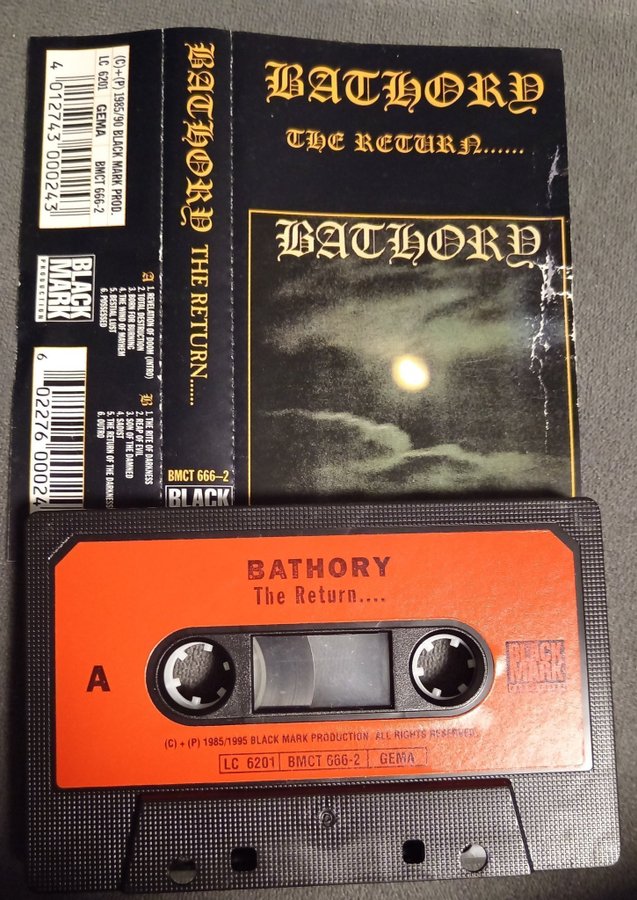 (C) + (P) 1985/90 BLACK MARK PROD.
LC 6201 GEMA BMCT 666-2
4 012743 000243
BLACK
MARK
PRODUCTION
A 1. REVELATION OF DOOM (INTRO)
2. TOTAL DESTRUCTION
3. BORN FOR BURNING
4. THE WIND OF MAYHEM
5. BESTIAL LUST
6. POSSESSED
B 1. THE RITE OF DARKNESS
2. REAP OF EVIL
3. SON OF THE DAMNED
4. SADIST
5. THE RETURN OF THE DARKNESS
6. OUTRO
6 02276 00024
BATHORY THE RETURN......
BMCT 666–2
BLACK
BATHORY
THE RETURN......
BATHORY
BATHORY
The Return....
A
BLACK
MARK
PRODUCTION
(C) + (P) 1985/1995 BLACK MARK PRODUCTION. ALL RIGHTS RESERVED.
LC 6201 BMCT 666-2 GEMA